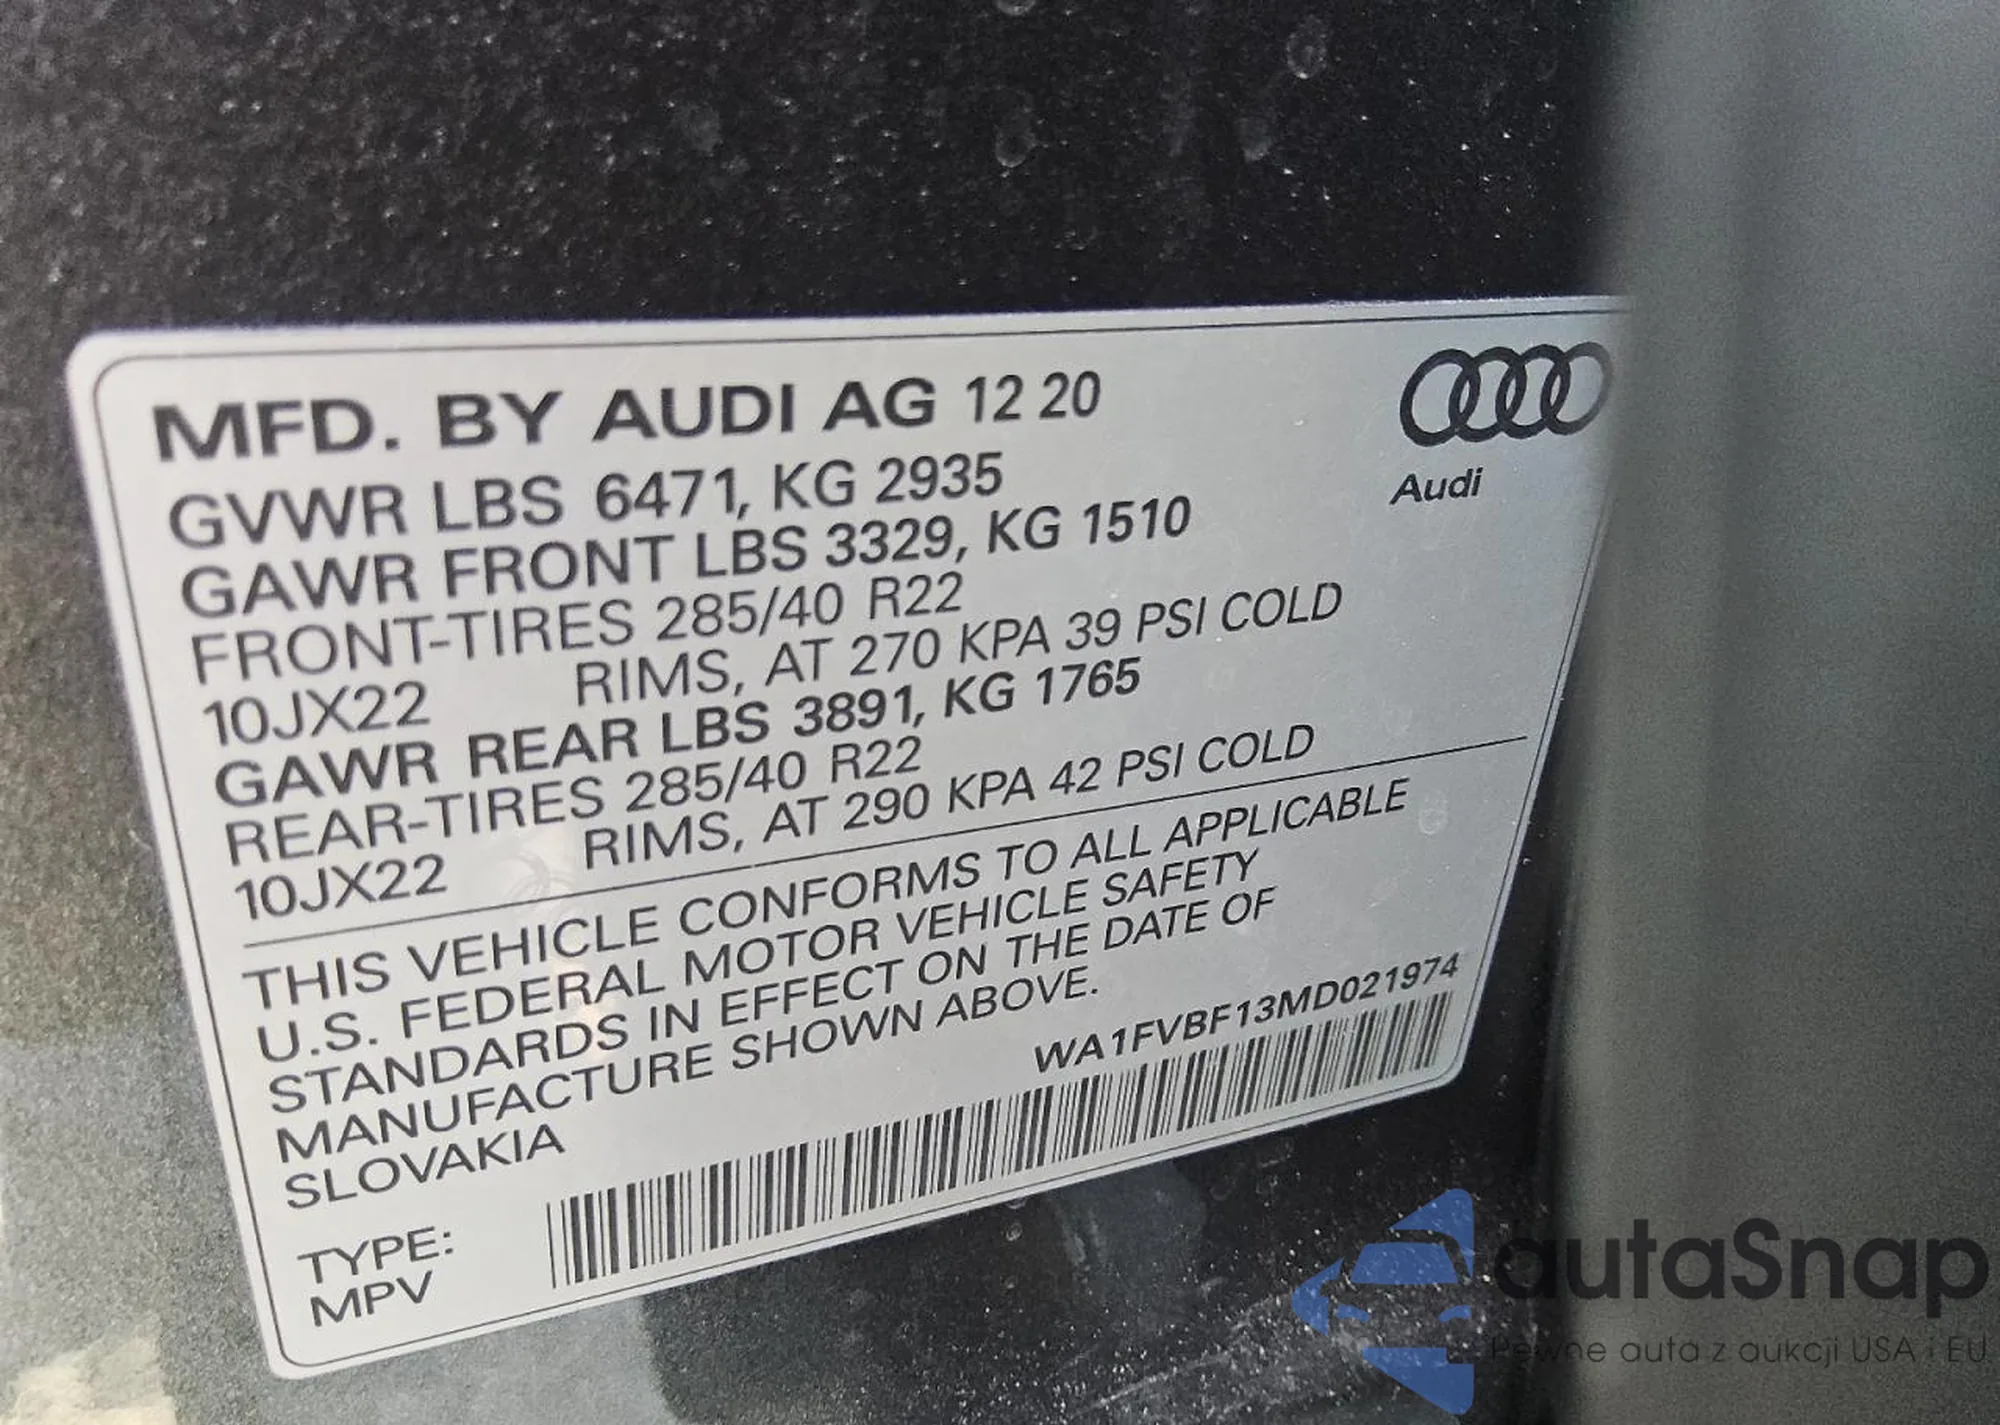 MFD. BY AUDI AG 12 20
GVWR LBS 6471, KG 2935
GAWR FRONT LBS 3329, KG 1510
FRONT-TIRES 285/40 R22
10JX22 RIMS, AT 270 KPA 39 PSI COLD
GAWR REAR LBS 3891, KG 1765
REAR-TIRES 285/40 R22
10JX22 RIMS, AT 290 KPA 42 PSI COLD
Audi
THIS VEHICLE CONFORMS TO ALL APPLICABLE
U.S. FEDERAL MOTOR VEHICLE SAFETY
STANDARDS IN EFFECT ON THE DATE OF
MANUFACTURE SHOWN ABOVE.
SLOVAKIA
WA1FVBF13MD021974
TYPE:
MPV
autaSnap
Pewne auta z aukcji USA i EU